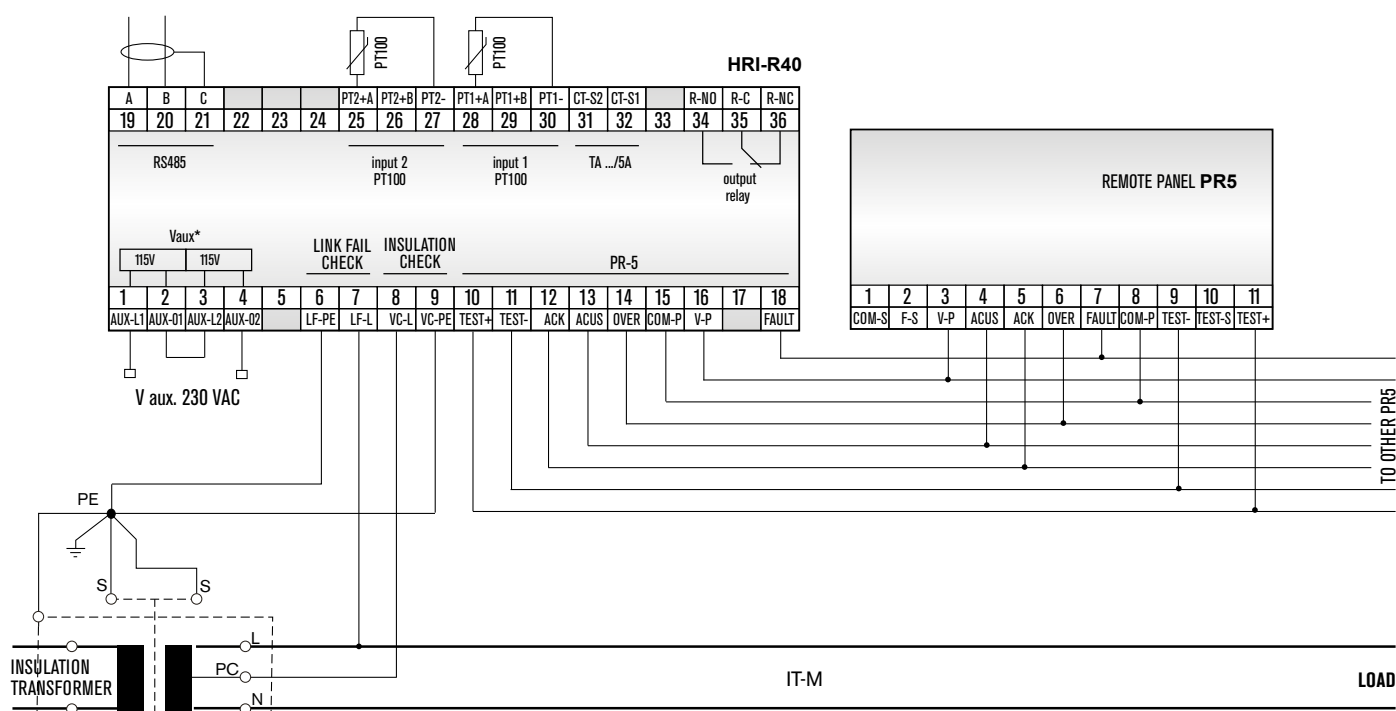 PT100
PT100
HRI-R40
A B C PT2+A PT2+B PT2- PT1+A PT1+B PT1- CT-S2 CT-S1 R-NO R-C R-NC
19 20 21 22 23 24 25 26 27 28 29 30 31 32 33 34 35 36
RS485
input 2
PT100
input 1
PT100
TA .../5A
output
relay
Vaux*
115V 115V
LINK FAIL
CHECK
INSULATION
CHECK
PR-5
1 2 3 4 5 6 7 8 9 10 11 12 13 14 15 16 17 18
AUX-L1 AUX-01 AUX-L2 AUX-02 LF-PE LF-L VC-L VC-PE TEST+ TEST- ACK ACUS OVER COM-P V-P FAULT
V aux. 230 VAC
REMOTE PANEL PR5
1 2 3 4 5 6 7 8 9 10 11
COM-S F-S V-P ACUS ACK OVER FAULT COM-P TEST- TEST-S TEST+
TO OTHER PR5
PE
S S
L
INSULATION
TRANSFORMER
PC
N
IT-M
LOAD